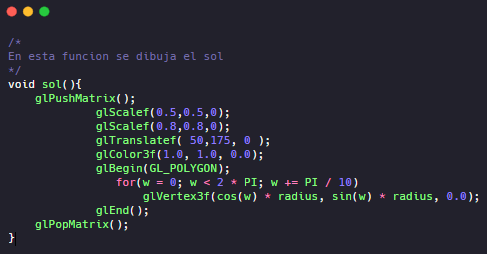 /*
En esta funcion se dibuja el sol
*/
void sol(){
    glPushMatrix();
             glScalef(0.5,0.5,0);
             glScalef(0.8,0.8,0);
             glTranslatef( 50,175, 0 );
             glColor3f(1.0, 1.0, 0.0);
             glBegin(GL_POLYGON);
                for(w = 0; w < 2 * PI; w += PI / 10)
                    glVertex3f(cos(w) * radius, sin(w) * radius, 0.0);
             glEnd();
    glPopMatrix();
}